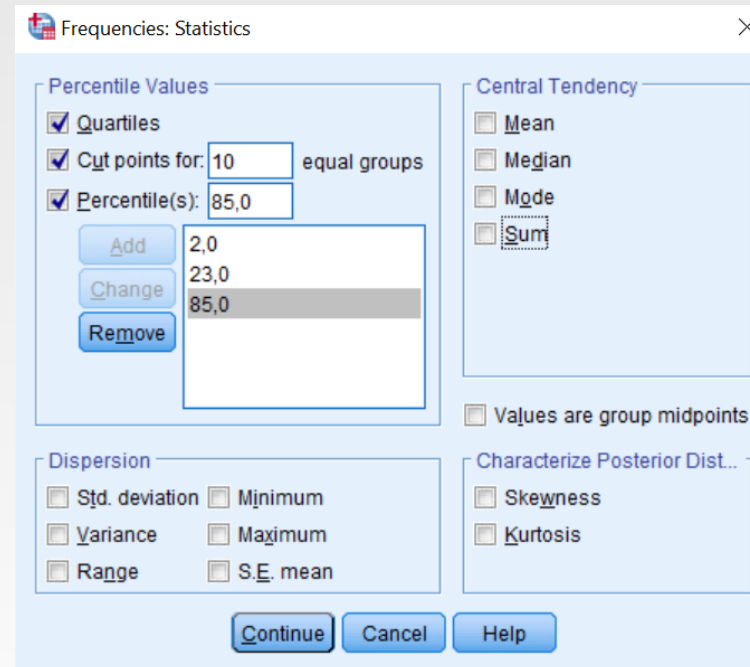 Frequencies: Statistics
Percentile Values
Quartiles
Cut points for: 10 equal groups
Percentile(s): 85,0
Add
Change
Remove
2,0
23,0
85,0
Central Tendency
Mean
Median
Mode
Sum
Values are group midpoints
Dispersion
Std. deviation Minimum
Variance Maximum
Range S.E. mean
Characterize Posterior Dist...
Skewness
Kurtosis
Continue Cancel Help